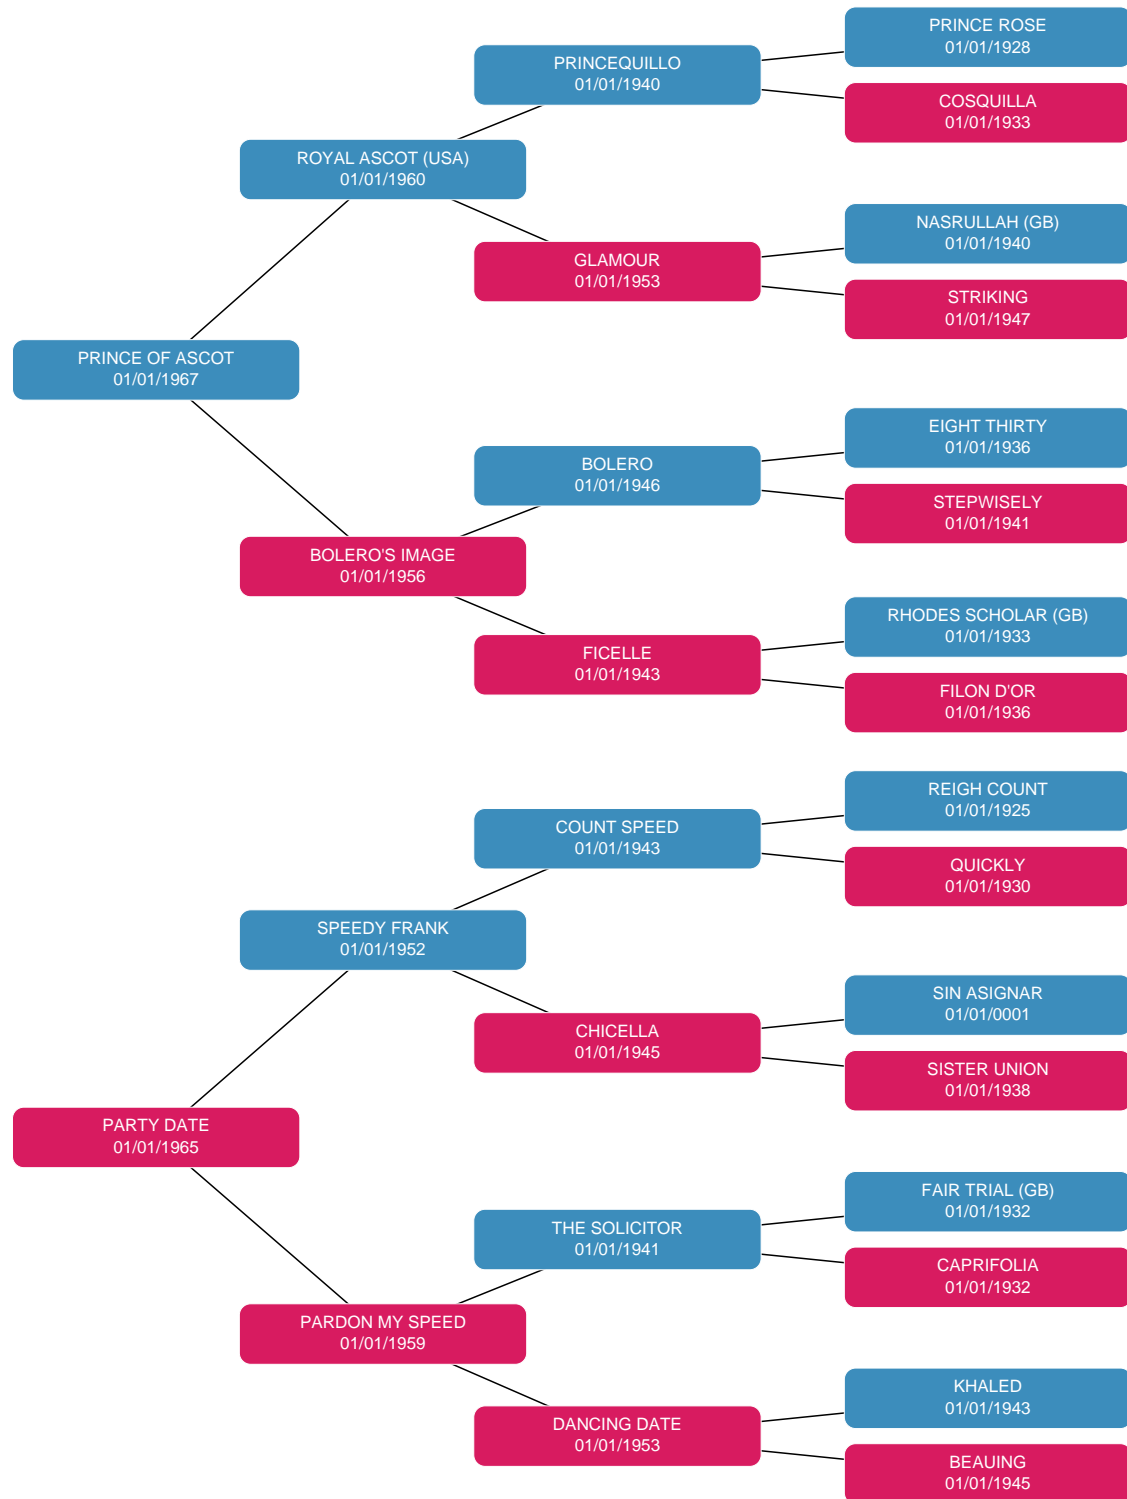 PRINCE ROSE
01/01/1928
PRINCEQUILLO
01/01/1940
COSQUILLA
01/01/1933
ROYAL ASCOT (USA)
01/01/1960
NASRULLAH (GB)
01/01/1940
GLAMOUR
01/01/1953
STRIKING
01/01/1947
PRINCE OF ASCOT
01/01/1967
EIGHT THIRTY
01/01/1936
BOLERO
01/01/1946
STEPWISELY
01/01/1941
BOLERO'S IMAGE
01/01/1956
RHODES SCHOLAR (GB)
01/01/1933
FICELLE
01/01/1943
FILON D'OR
01/01/1936
REIGH COUNT
01/01/1925
COUNT SPEED
01/01/1943
QUICKLY
01/01/1930
SPEEDY FRANK
01/01/1952
SIN ASIGNAR
01/01/0001
CHICELLA
01/01/1945
SISTER UNION
01/01/1938
PARTY DATE
01/01/1965
FAIR TRIAL (GB)
01/01/1932
THE SOLICITOR
01/01/1941
CAPRIFOLIA
01/01/1932
PARDON MY SPEED
01/01/1959
KHALED
01/01/1943
DANCING DATE
01/01/1953
BEAUING
01/01/1945